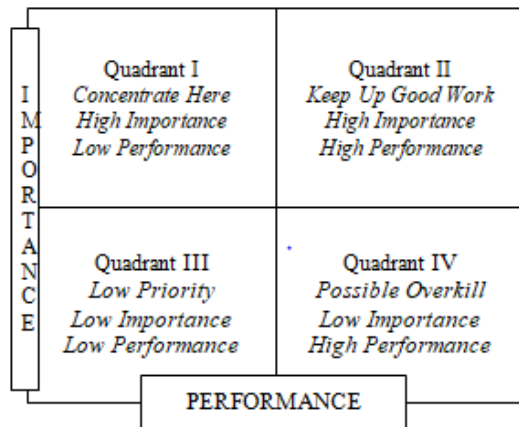 IMPORTANCE
Quadrant I
Concentrate Here
High Importance
Low Performance
Quadrant II
Keep Up Good Work
High Importance
High Performance
Quadrant III
Low Priority
Low Importance
Low Performance
Quadrant IV
Possible Overkill
Low Importance
High Performance
PERFORMANCE